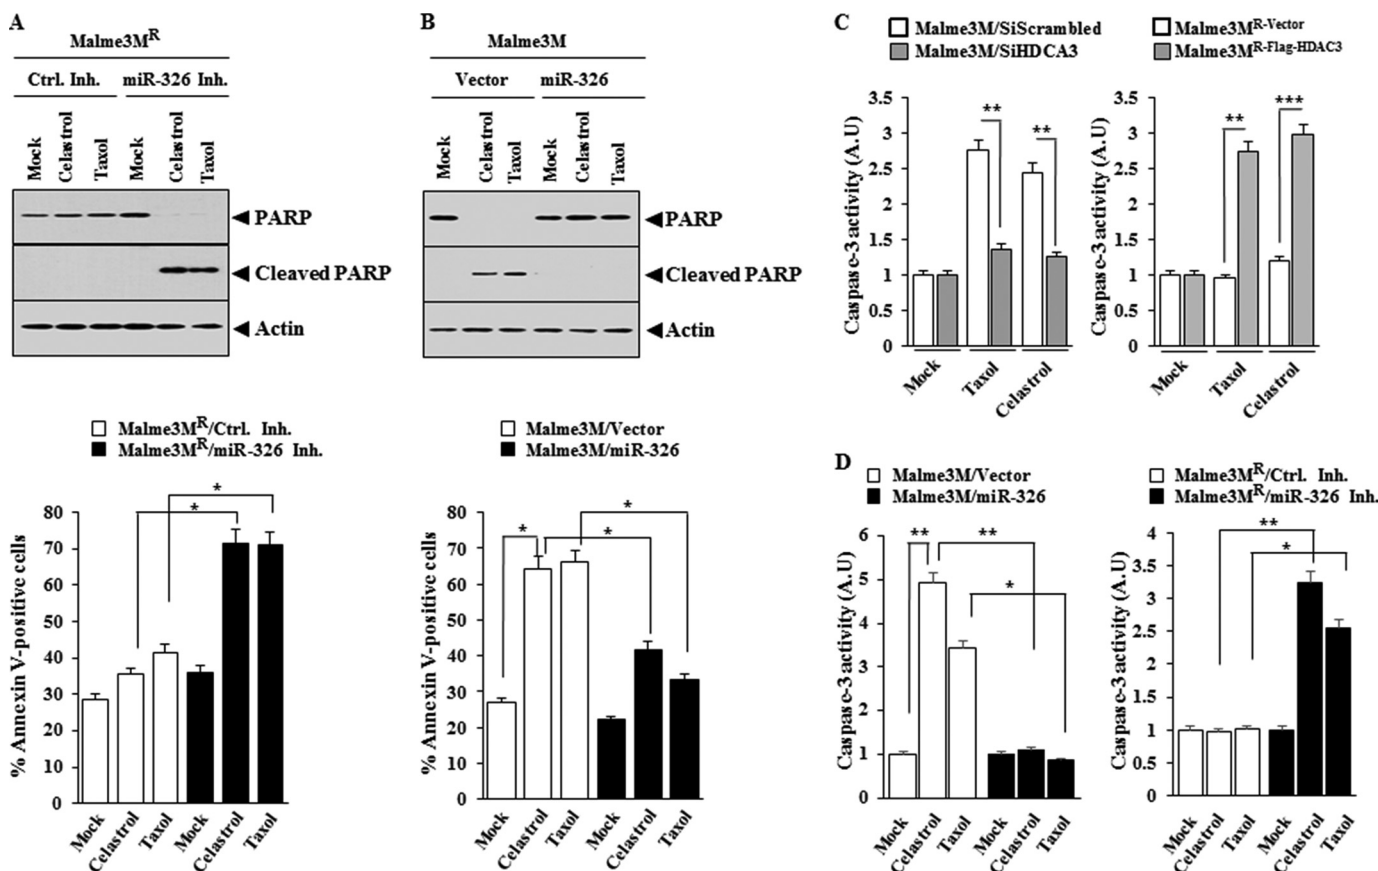 A
Malme3M^R
Ctrl. Inh. miR-326 Inh.
Mock Celastrol Taxol Mock Celastrol Taxol
PARP
Cleaved PARP
Actin
Malme3M^R/Ctrl. Inh.
Malme3M^R/miR-326 Inh.
* *
% Annexin V-positive cells
80
70
60
50
40
30
20
10
0
Mock Celastrol Taxol Mock Celastrol Taxol
B
Malme3M
Vector miR-326
Mock Celastrol Taxol Mock Celastrol Taxol
PARP
Cleaved PARP
Actin
Malme3M/Vector
Malme3M/miR-326
* * *
% Annexin V-positive cells
80
70
60
50
40
30
20
10
0
Mock Celastrol Taxol Mock Celastrol Taxol
C
Malme3M/SiScrambled
Malme3M/SiHDCA3
** **
Caspase-3 activity (A.U)
3.5
3
2.5
2
1.5
1
0.5
0
Mock Taxol Celastrol
Malme3M^R-Vector
Malme3M^R-Flag-HDAC3
** ***
Caspase-3 activity (A.U)
3.5
3
2.5
2
1.5
1
0.5
0
Mock Taxol Celastrol
D
Malme3M/Vector
Malme3M/miR-326
** ** *
Caspase-3 activity (A.U)
6
5
4
3
2
1
0
Mock Celastrol Taxol Mock Celastrol Taxol
Malme3M^R/Ctrl. Inh.
Malme3M^R/miR-326 Inh.
** *
Caspase-3 activity (A.U)
4
3.5
3
2.5
2
1.5
1
0.5
0
Mock Celastrol Taxol Mock Celastrol Taxol